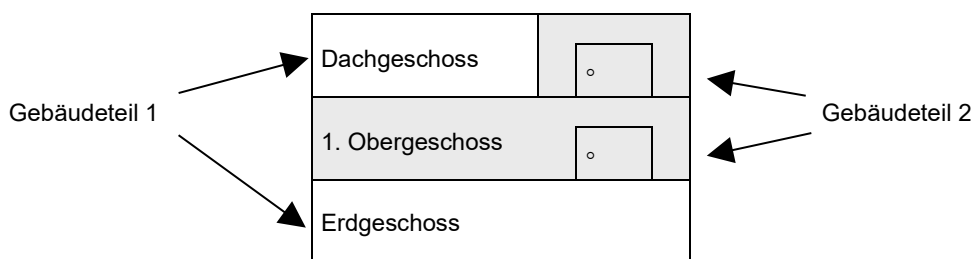 Dachgeschoss
Gebäudeteil 1
Gebäudeteil 2
1. Obergeschoss
Erdgeschoss